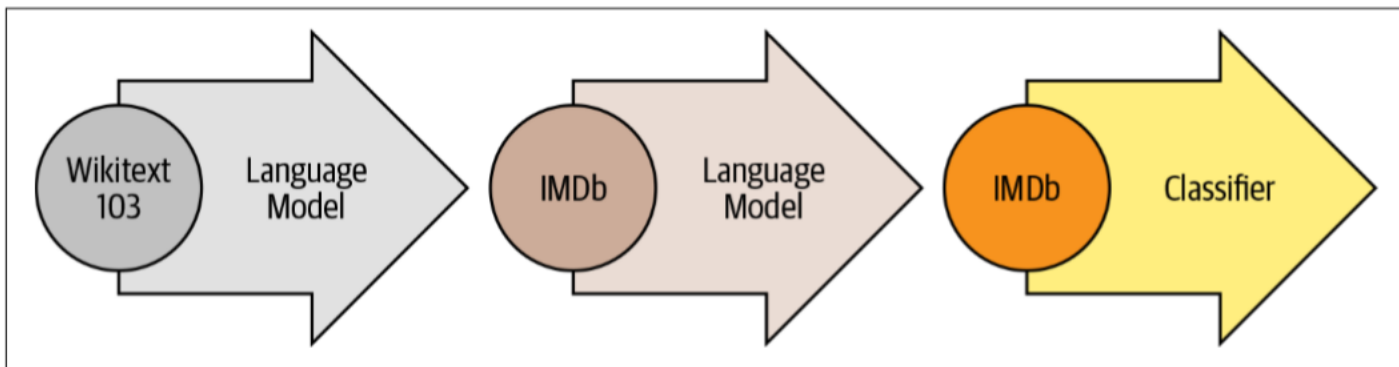 Wikitext
103
Language
Model
IMDb
Language
Model
IMDb
Classifier